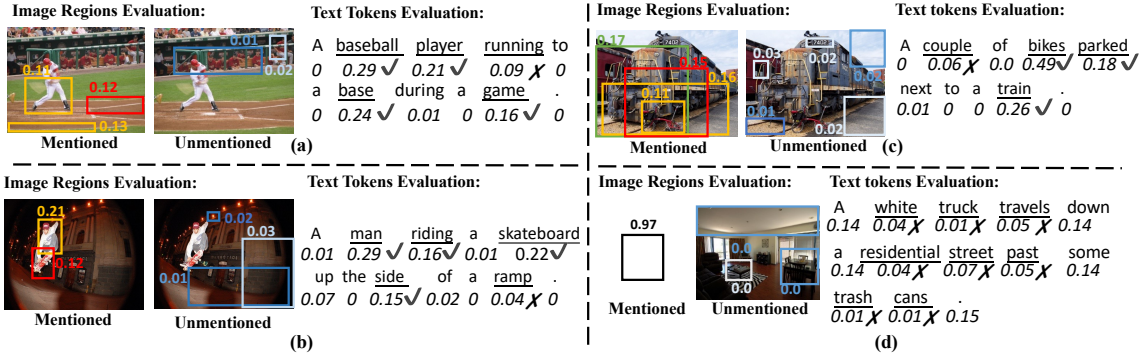 Image Regions Evaluation:
Text Tokens Evaluation:
0.11
0.12
0.13
0.01
0.02
Mentioned
Unmentioned
A baseball player running to
0 0.29 ✓ 0.21 ✓ 0.09 ✗ 0
a base during a game .
0 0.24 ✓ 0.01 0 0.16 ✓ 0
(a)
Image Regions Evaluation:
Text Tokens Evaluation:
0.21
0.12
0.02
0.03
0.01
Mentioned
Unmentioned
A man riding a skateboard
0.01 0.29 ✓ 0.16 ✓ 0.01 0.22 ✓
up the side of a ramp .
0.07 0 0.15 ✓ 0.02 0 0.04 ✗ 0
(b)
Image Regions Evaluation:
Text tokens Evaluation:
0.17
0.16
0.11
7402
0.03
0.02
0.01
0.02
Mentioned
Unmentioned
A couple of bikes parked
0 0.06 ✗ 0.0 0.49 ✓ 0.18 ✓
next to a train .
0.01 0 0 0.26 ✓ 0
(c)
Image Regions Evaluation:
Text tokens Evaluation:
0.97
0.0
0.0
0.0
Mentioned
Unmentioned
A white truck travels down
0.14 0.04 ✗ 0.01 ✗ 0.05 ✗ 0.14
a residential street past some
0.14 0.04 ✗ 0.07 ✗ 0.05 ✗ 0.14
trash cans .
0.01 ✗ 0.01 ✗ 0.15
(d)